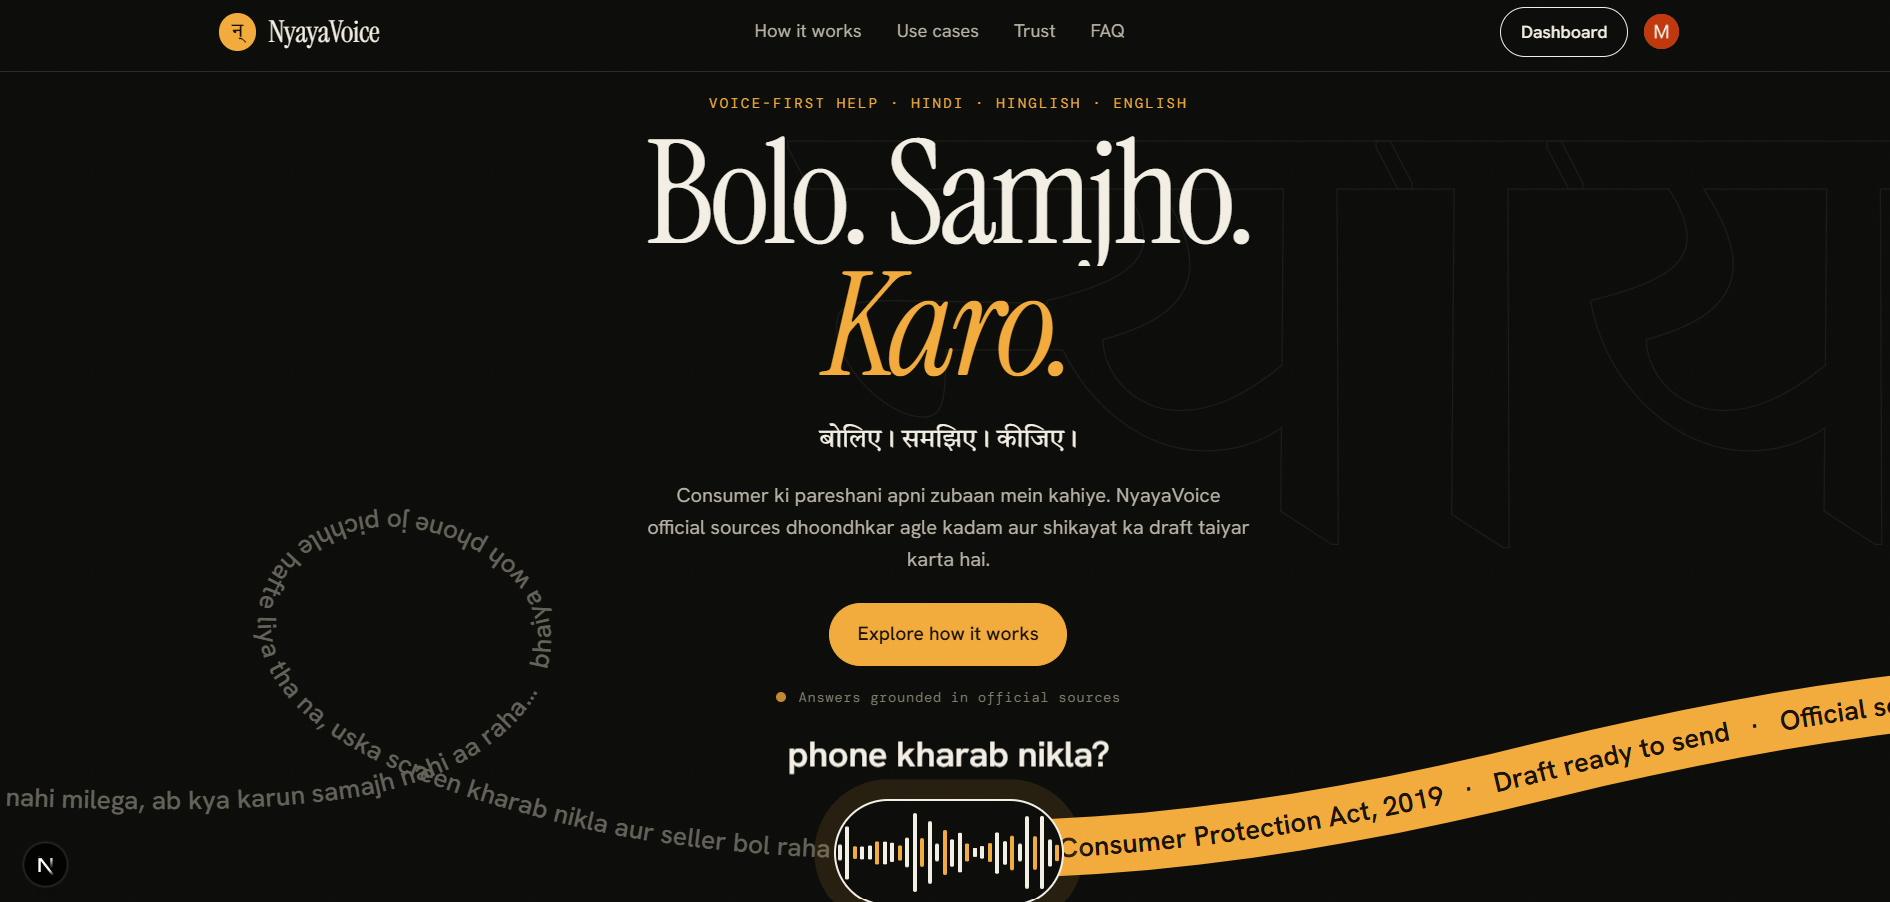 न् NyayaVoice
How it works Use cases Trust FAQ
Dashboard M
VOICE-FIRST HELP · HINDI · HINGLISH · ENGLISH
Bolo. Samjho.
Karo.
बोलिए। समझिए। कीजिए।
Consumer ki pareshani apni zubaan mein kahiye. NyayaVoice
official sources dhoondhkar agle kadam aur shikayat ka draft taiyar
karta hai.
Explore how it works
Answers grounded in official sources
phone kharab nikla?
nahi milega, ab kya karun samajh nahi aa raha... bhaiya woh phone jo pichhle hafte liya tha na, uska screen kharab nikla aur seller bol raha
Consumer Protection Act, 2019 · Draft ready to send · Official
N